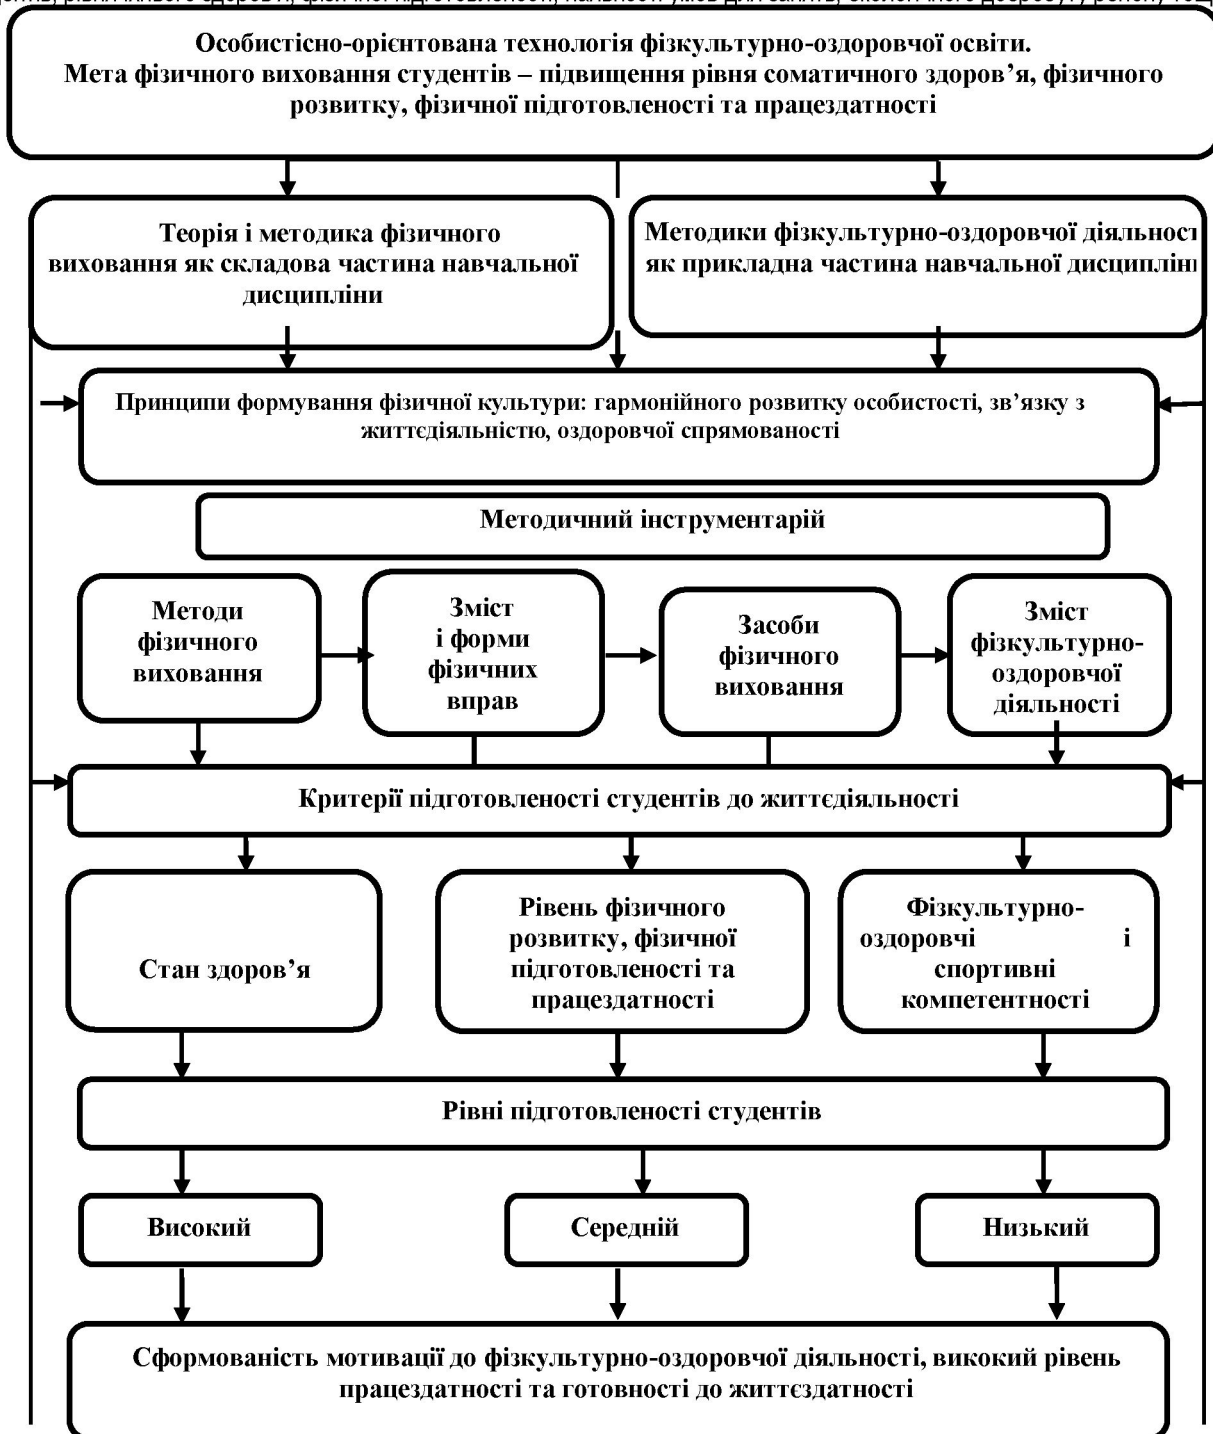 Особистісно-орієнтована технологія фізкультурно-оздоровчої освіти.
Мета фізичного виховання студентів – підвищення рівня соматичного здоров’я, фізичного
розвитку, фізичної підготовленості та працездатності
Теорія і методика фізичного
виховання як складова частина навчальної
дисципліни
Методики фізкультурно-оздоровчої діяльност
як прикладна частина навчальної дисциплін
Принципи формування фізичної культури: гармонійного розвитку особистості, зв’язку з
життєдіяльністю, оздоровчої спрямованості
Методичний інструментарій
Методи
фізичного
виховання
Зміст
і форми
фізичних
вправ
Засоби
фізичного
виховання
Зміст
фізкультурно-
оздоровчої
діяльності
Критерії підготовленості студентів до життєдіяльності
Стан здоров’я
Рівень фізичного
розвитку, фізичної
підготовленості та
працездатності
Фізкультурно-
оздоровчі і
спортивні
компетентності
Рівні підготовленості студентів
Високий
Середній
Низький
Сформованість мотивації до фізкультурно-оздоровчої діяльності, викокий рівень
працездатності та готовності до життєздатності